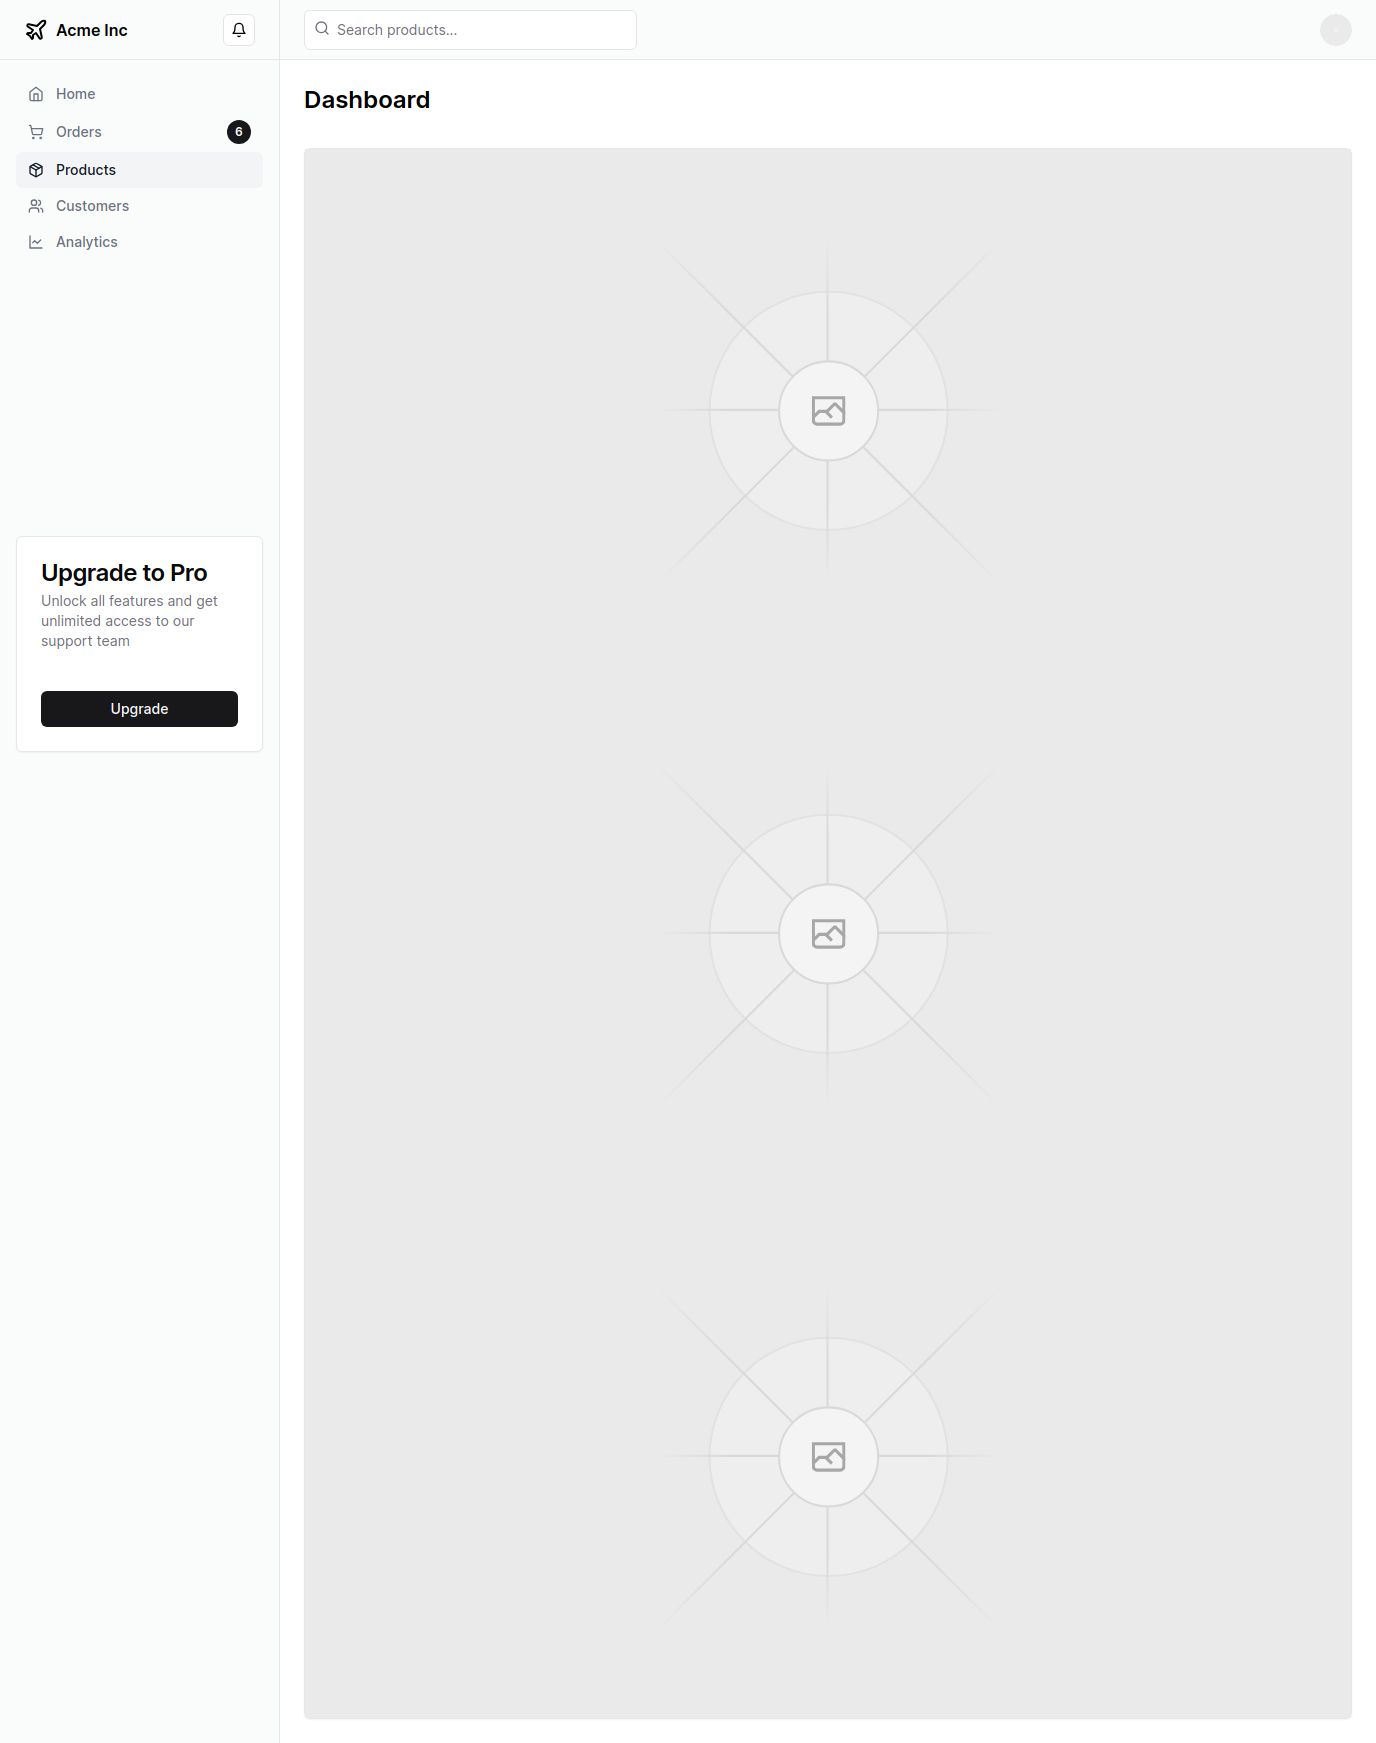 Acme Inc
Search products...
Home
Orders
6
Products
Customers
Analytics
Dashboard
Upgrade to Pro
Unlock all features and get
unlimited access to our
support team
Upgrade